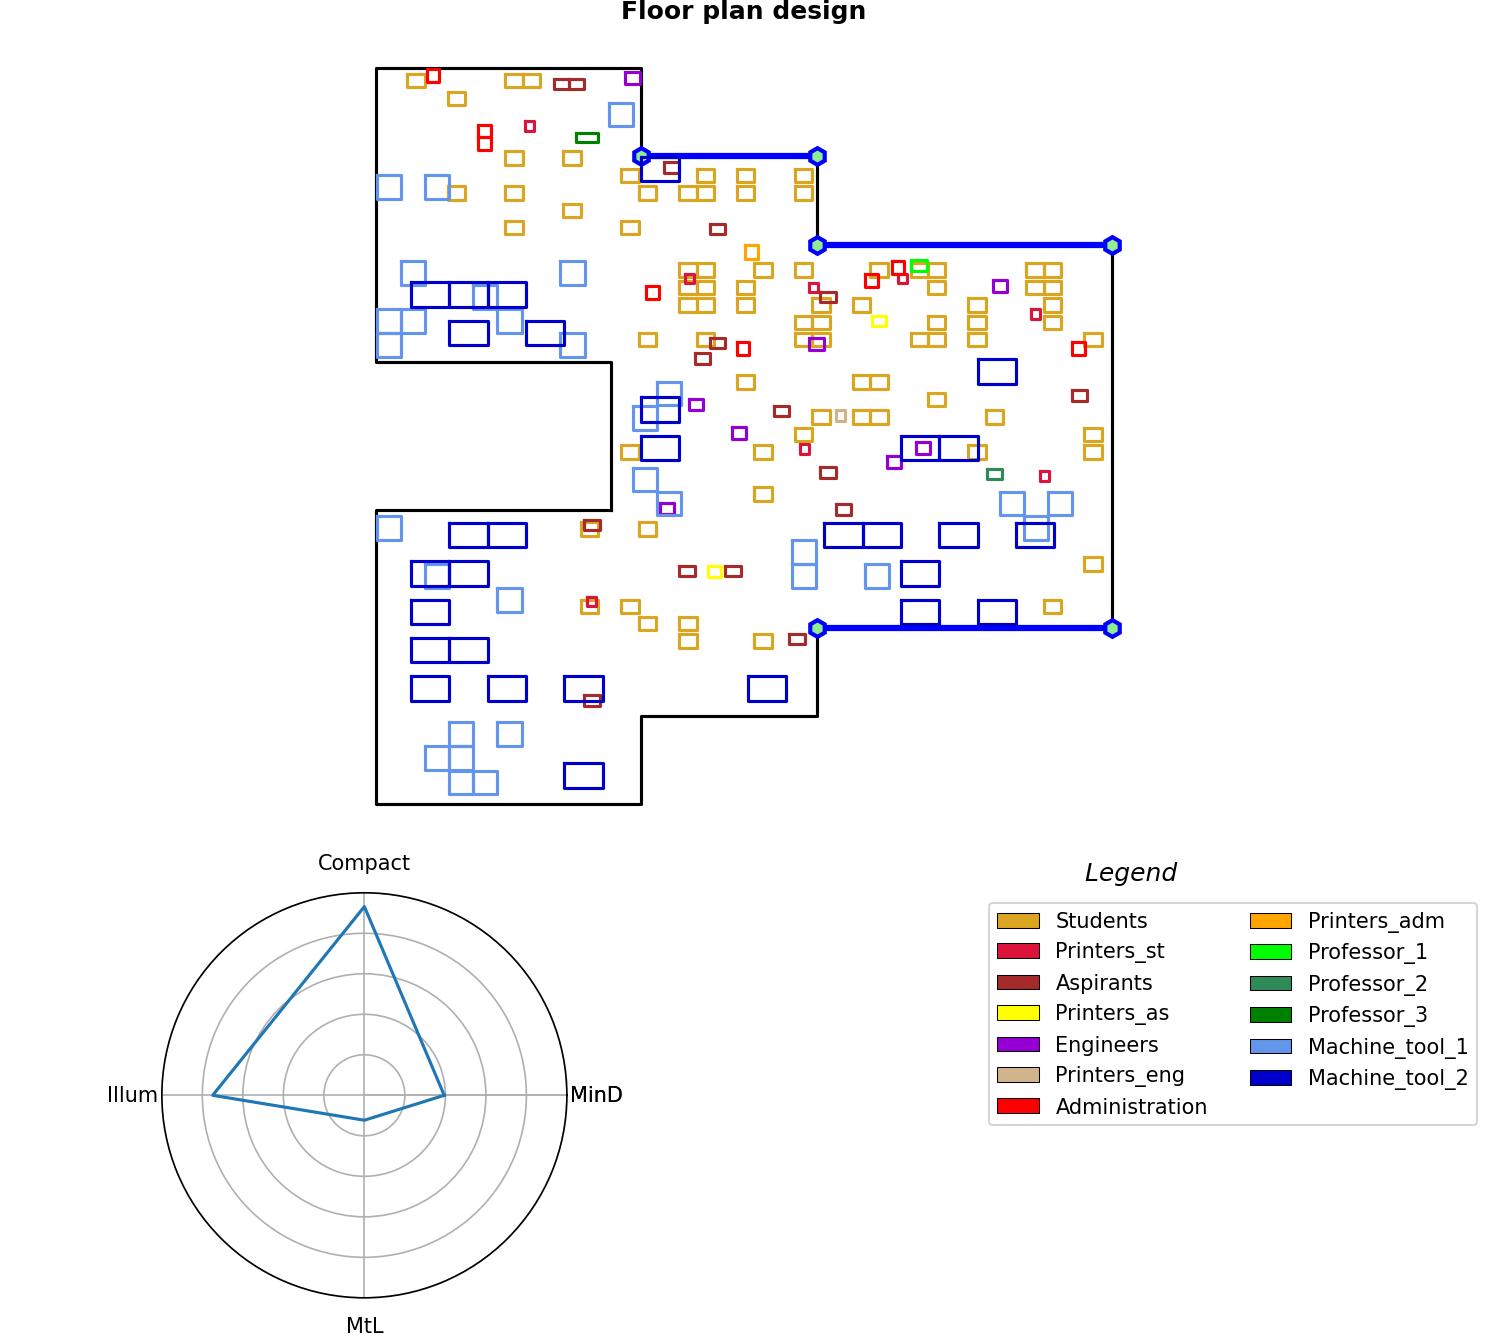 Floor plan design
Compact
Illum
MinD
MtL
Legend
Students
Printers_st
Aspirants
Printers_as
Engineers
Printers_eng
Administration
Printers_adm
Professor_1
Professor_2
Professor_3
Machine_tool_1
Machine_tool_2